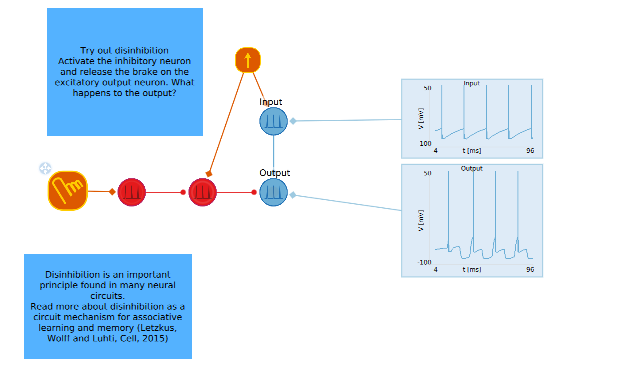 Try out disinhibition
Activate the inhibitory neuron
and release the brake on the
excitatory output neuron. What
happens to the output?
Input
Output
Input
50
V [mV]
100
4
t [ms]
96
Output
50
V [mV]
-100
4
t [ms]
96
Disinhibition is an important
principle found in many neural
circuits.
Read more about disinhibition as a
circuit mechanism for associative
learning and memory (Letzkus,
Wolff and Luhti, Cell, 2015)